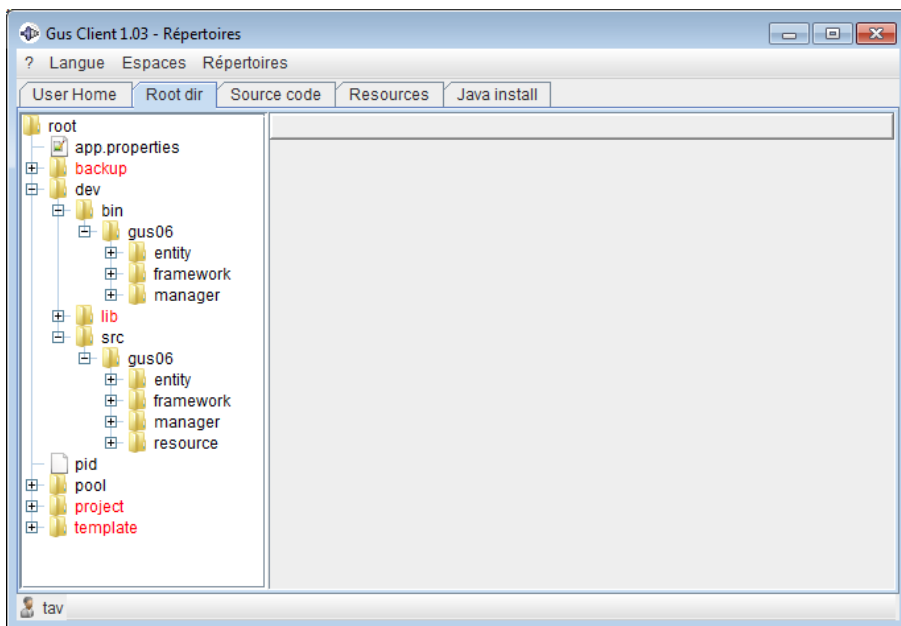 Gus Client 1.03 - Répertoires
? Langue Espaces Répertoires
User Home Root dir Source code Resources Java install
root
app.properties
backup
dev
bin
gus06
entity
framework
manager
lib
src
gus06
entity
framework
manager
resource
pid
pool
project
template
tav